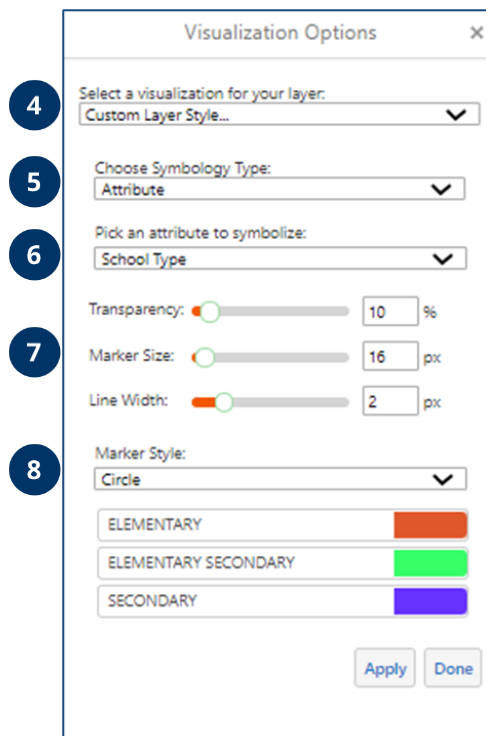 Visualization Options ×
4 Select a visualization for your layer:
Custom Layer Style...
5 Choose Symbology Type:
Attribute
6 Pick an attribute to symbolize:
School Type
Transparency: 10 %
7 Marker Size: 16 px
Line Width: 2 px
8 Marker Style:
Circle
ELEMENTARY
ELEMENTARY SECONDARY
SECONDARY
Apply Done